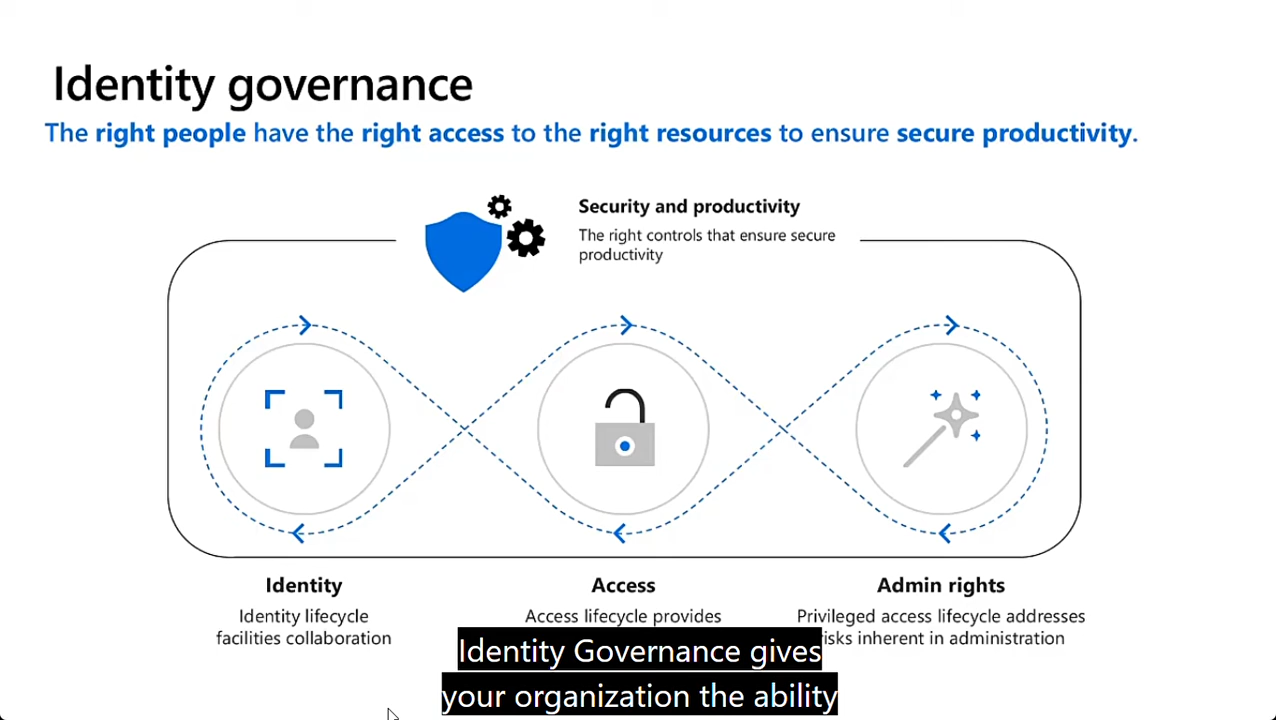 Identity governance
The right people have the right access to the right resources to ensure secure productivity.
Security and productivity
The right controls that ensure secure
productivity
Identity
Identity lifecycle
facilities collaboration
Access
Access lifecycle provides
Admin rights
Privileged access lifecycle addresses
risks inherent in administration
Identity Governance gives
your organization the ability